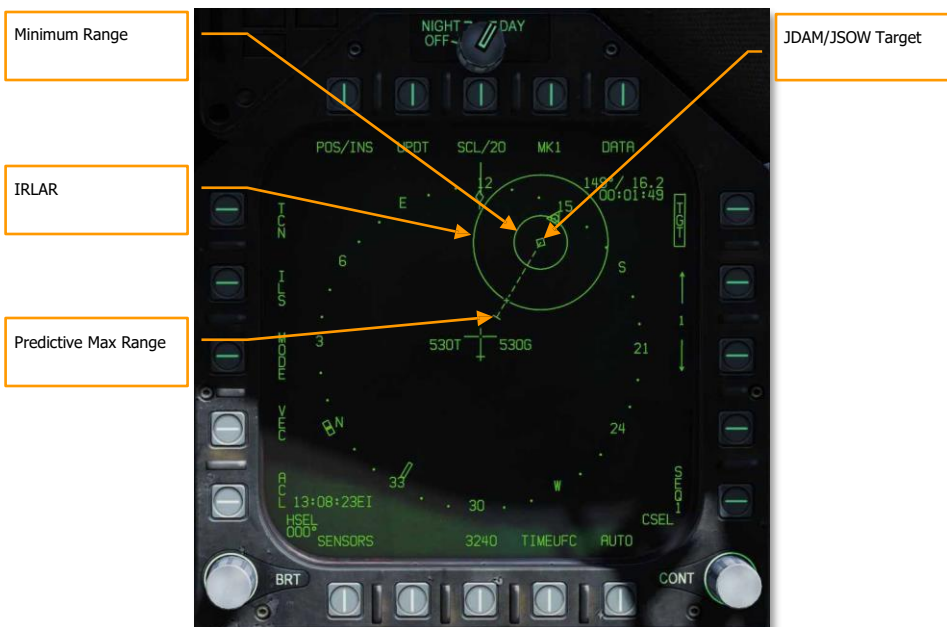 Minimum Range
IRLAR
Predictive Max Range
JDAM/JSOW Target
NIGHT DAY
OFF
POS/INS UPDT SCL/20 MK1 DATA
12 149°/ 16.2
00:01:49
E 15
TCN
TGT
6 S
ILS
1
MODE
3 530T 530G 21
VEC
N 24
33 W
ACL
SEQ1
13:08:23EI 30
HSEL CSEL
000°
SENSORS 3240 TIMEUFC AUTO
BRT CONT